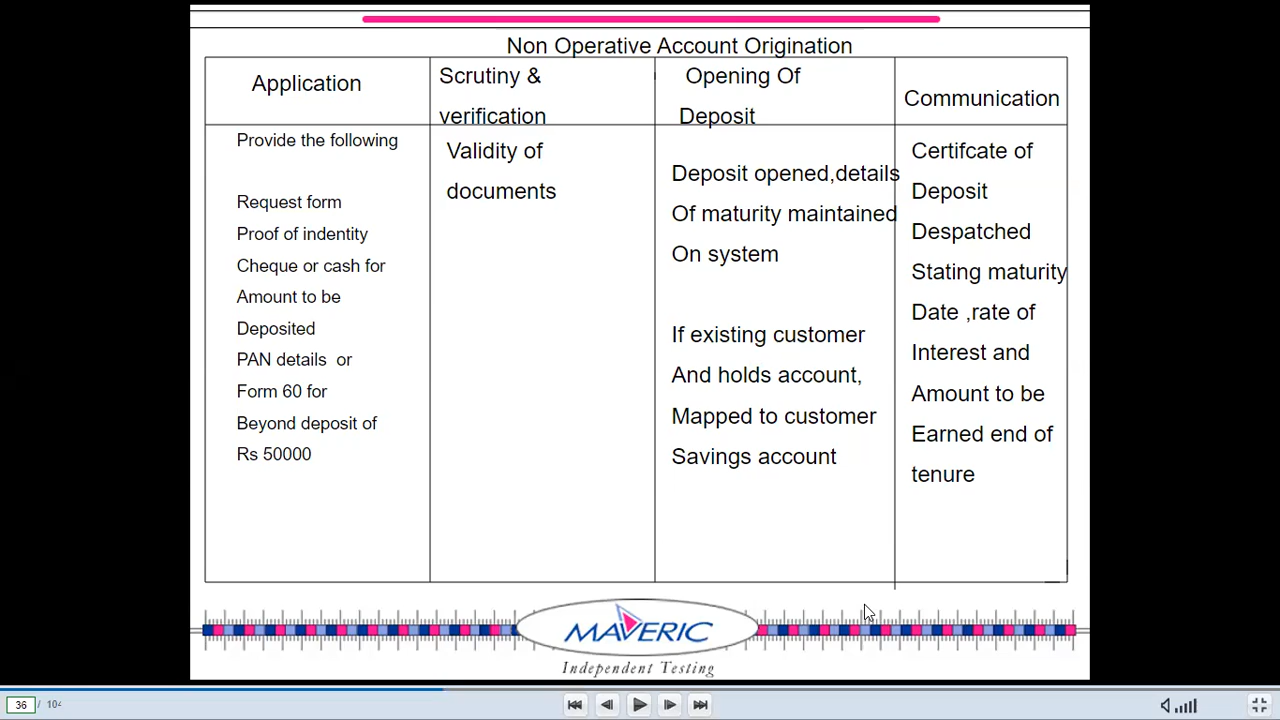 Non Operative Account Origination
Application
Scrutiny &
verification
Opening Of
Deposit
Communication
Provide the following
Request form
Proof of indentity
Cheque or cash for
Amount to be
Deposited
PAN details or
Form 60 for
Beyond deposit of
Rs 50000
Validity of
documents
Deposit opened,details
Of maturity maintained
On system
If existing customer
And holds account,
Mapped to customer
Savings account
Certifcate of
Deposit
Despatched
Stating maturity
Date ,rate of
Interest and
Amount to be
Earned end of
tenure
MAVERIC
Independent Testing
36 / 104